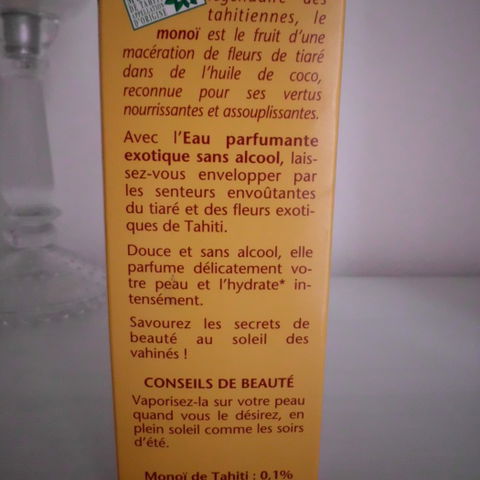 DE TAHITI
APPELLATION
D'ORIGINE
légendaire des
tahitiennes, le
monoï est le fruit d'une
macération de fleurs de tiaré
dans de l'huile de coco,
reconnue pour ses vertus
nourrissantes et assouplissantes.
Avec l'Eau parfumante
exotique sans alcool, lais-
sez-vous envelopper par
les senteurs envoûtantes
du tiaré et des fleurs exoti-
ques de Tahiti.
Douce et sans alcool, elle
parfume délicatement vo-
tre peau et l'hydrate* in-
tensément.
Savourez les secrets de
beauté au soleil des
vahinés !
CONSEILS DE BEAUTÉ
Vaporisez-la sur votre peau
quand vous le désirez, en
plein soleil comme les soirs
d'été.
Monoï de Tahiti : 0,1%